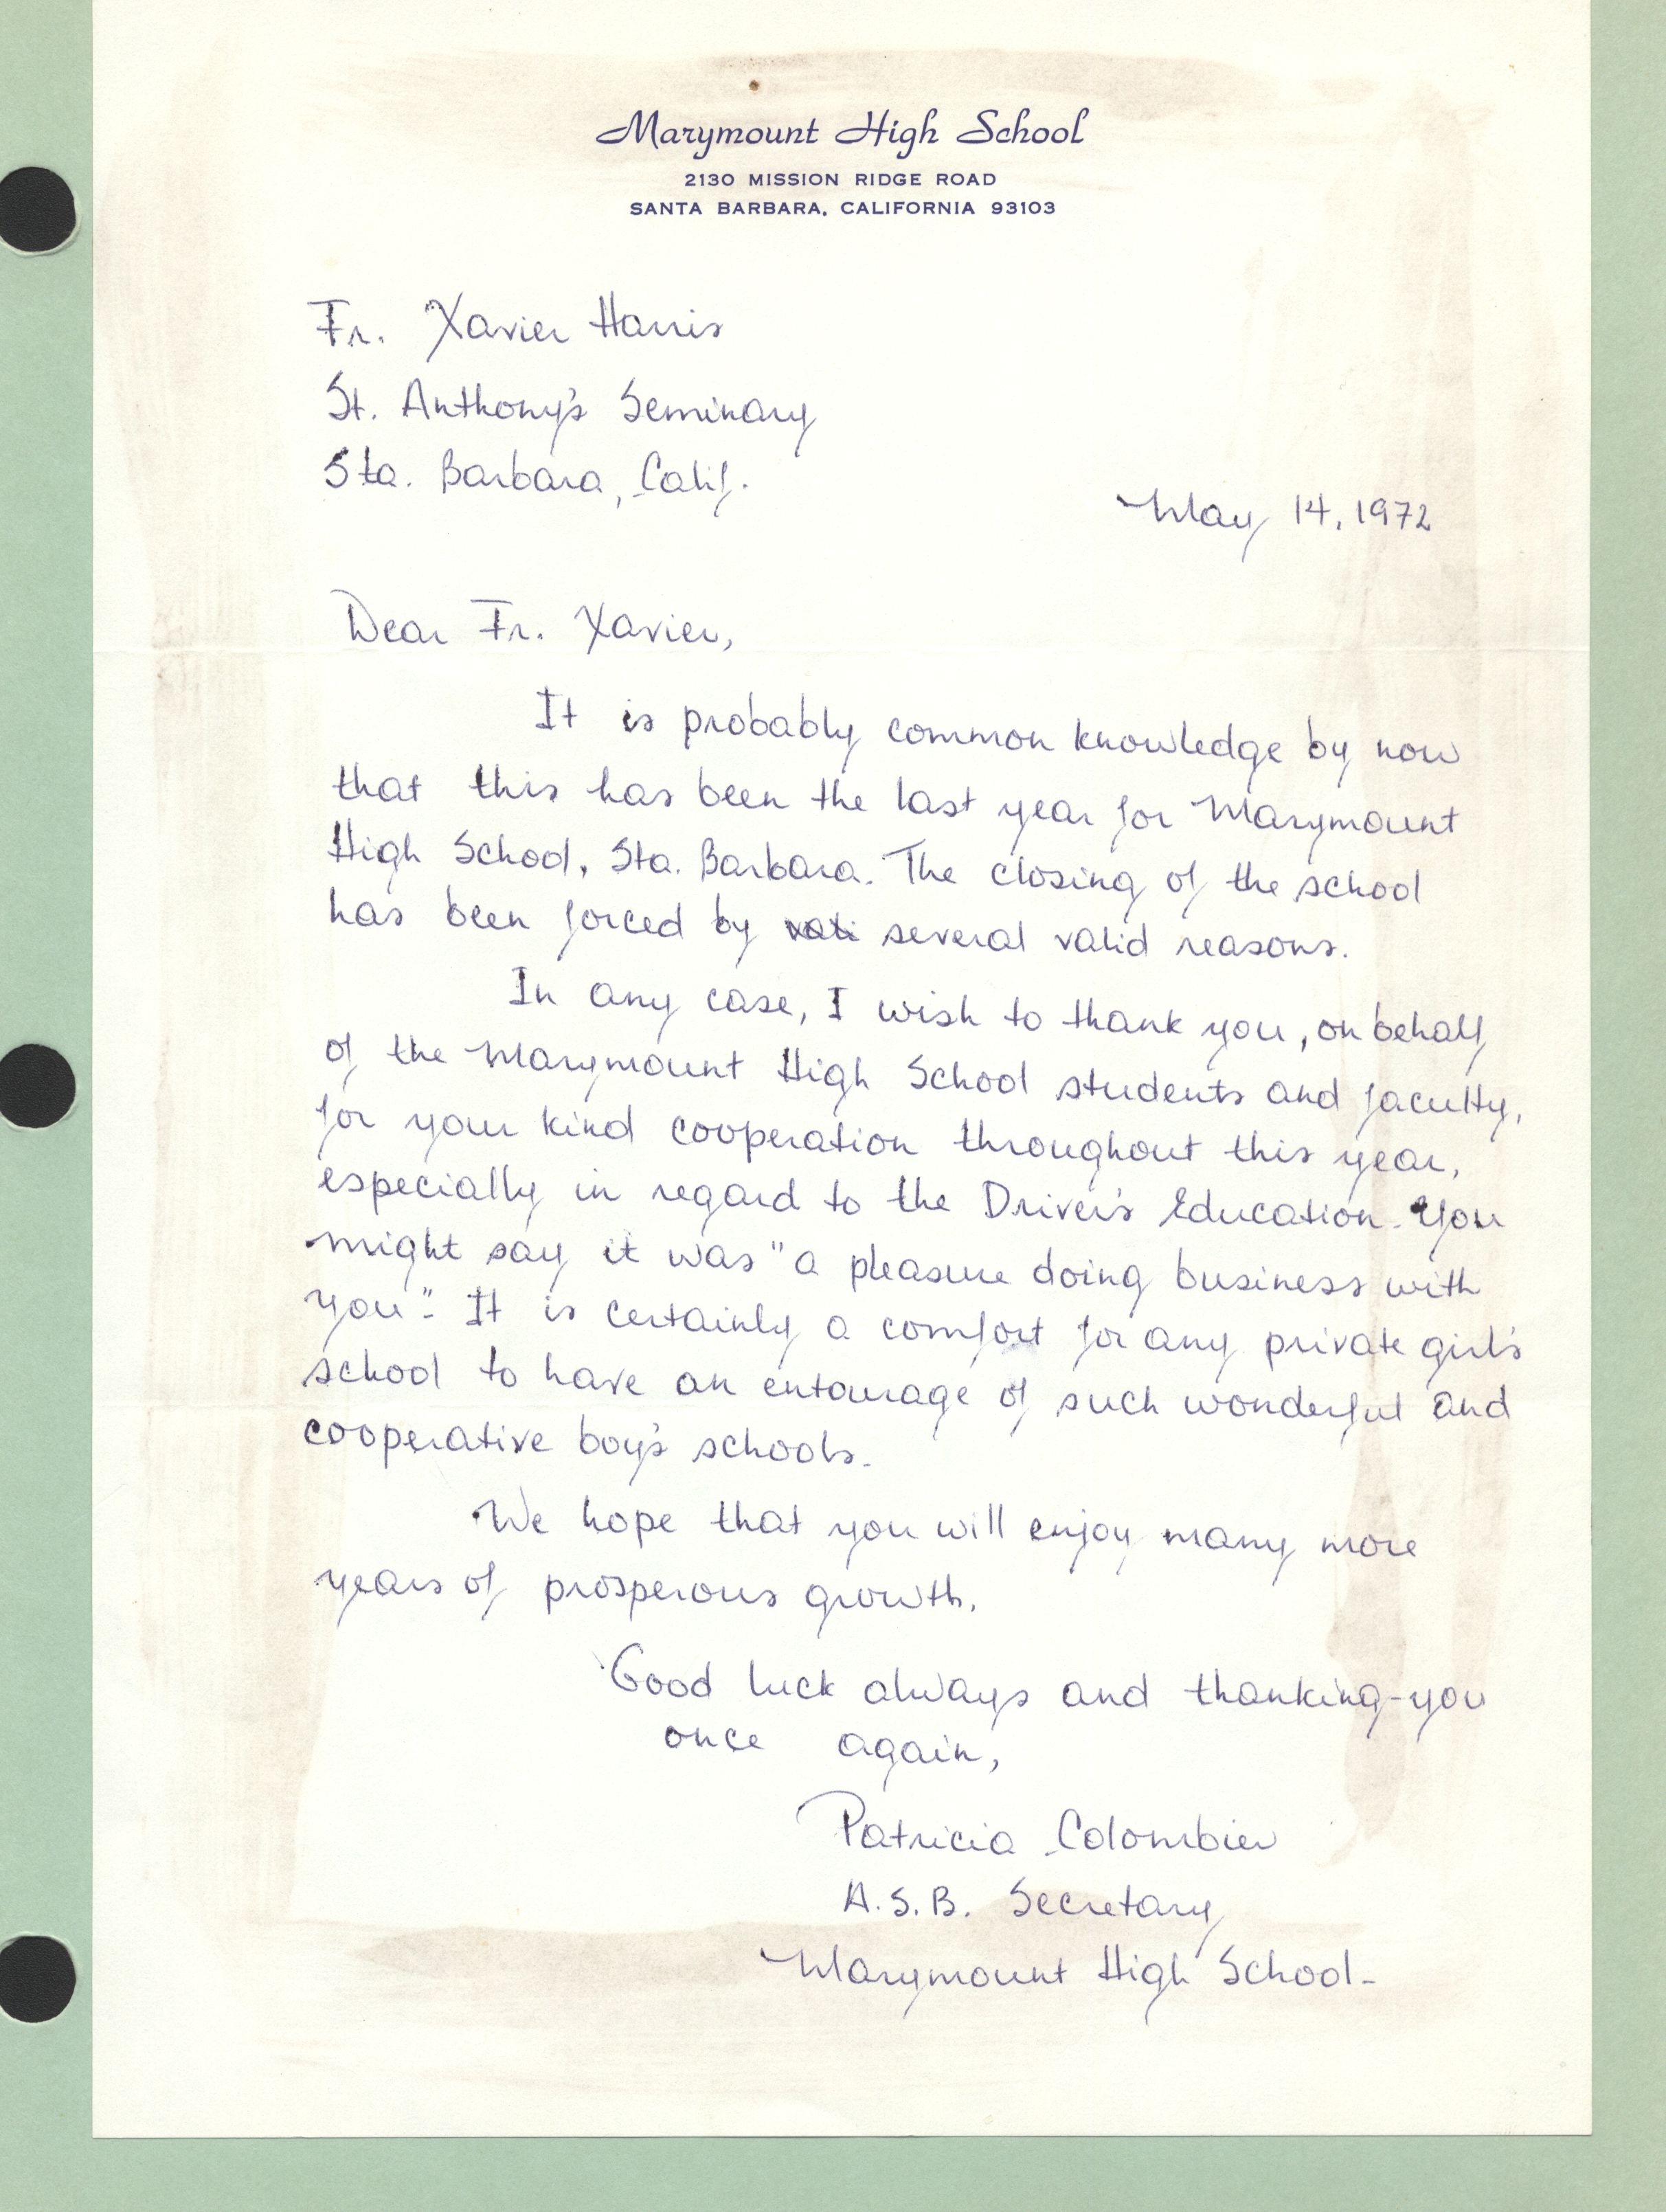 Marymount High School
2130 MISSION RIDGE ROAD
SANTA BARBARA, CALIFORNIA 93103
Fr. Xavier Harris
St. Anthony's Seminary
Sta. Barbara, Calif.
May 14, 1972
Dear Fr. Xavier,
It is probably common knowledge by now
that this has been the last year for Marymount
High School, Sta. Barbara. The closing of the school
has been forced by vali several valid reasons.
In any case, I wish to thank you, on behalf
of the Marymount High School students and faculty,
for your kind cooperation throughout this year,
especially in regard to the Driver's Education. You
might say it was "a pleasure doing business with
you". It is certainly a comfort for any private girl's
school to have an entourage of such wonderful and
cooperative boy's schools.
We hope that you will enjoy many more
years of prosperous growth.
Good luck always and thanking-you
once again,
Patricia Colombier
A.S.B. Secretary
Marymount High School-